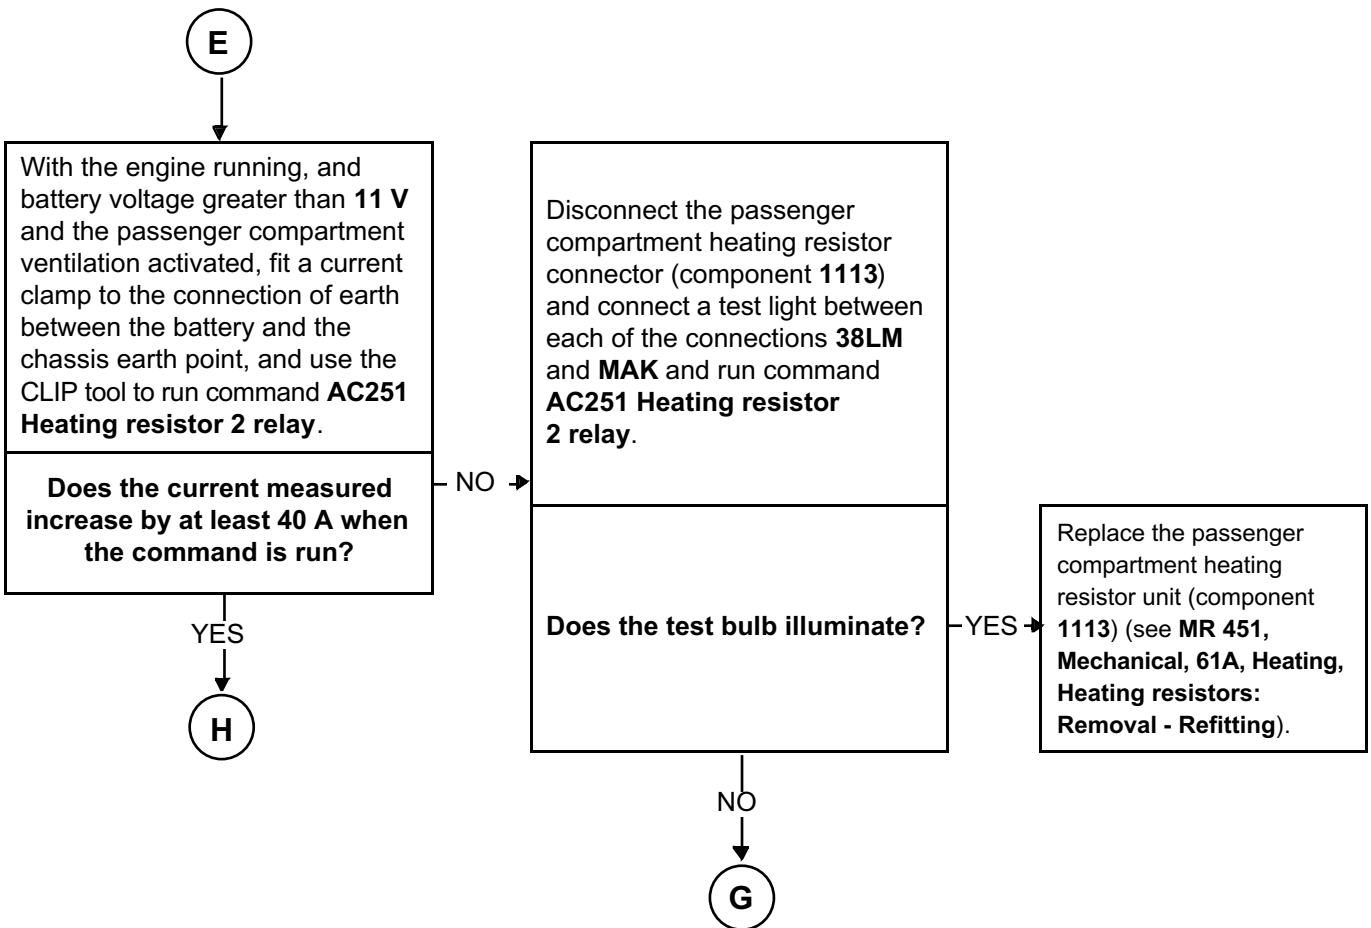 E
With the engine running, and
battery voltage greater than 11 V
and the passenger compartment
ventilation activated, fit a current
clamp to the connection of earth
between the battery and the
chassis earth point, and use the
CLIP tool to run command AC251
Heating resistor 2 relay.
Does the current measured
increase by at least 40 A when
the command is run?
NO
YES
H
Disconnect the passenger
compartment heating resistor
connector (component 1113)
and connect a test light between
each of the connections 38LM
and MAK and run command
AC251 Heating resistor
2 relay.
Does the test bulb illuminate?
YES
NO
G
Replace the passenger
compartment heating
resistor unit (component
1113) (see MR 451,
Mechanical, 61A, Heating,
Heating resistors:
Removal - Refitting).